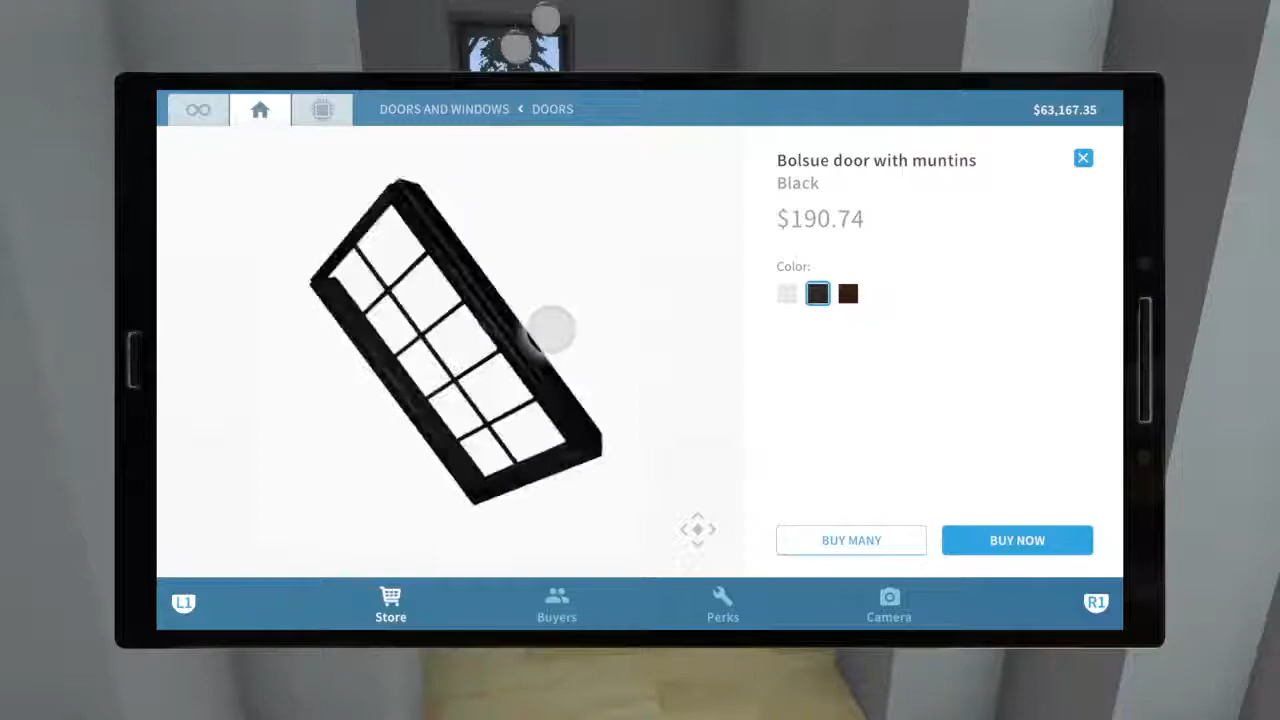 DOORS AND WINDOWS < DOORS
$63,167.35
Bolsue door with muntins
Black
$190.74
Color:
BUY MANY
BUY NOW
L1
Store
Buyers
Perks
Camera
R1